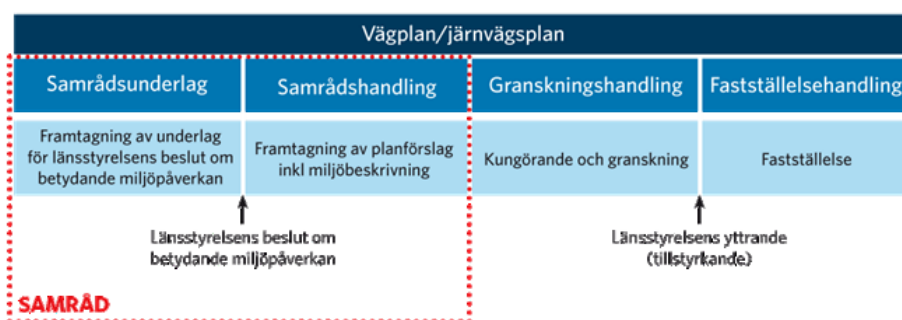 Vägplan/järnvägsplan
Samrådsunderlag
Samrådshandling
Granskningshandling
Fastställelsehandling
Framtagning av underlag
för länsstyrelsens beslut om
betydande miljöpåverkan
Framtagning av planförslag
inkl miljöbeskrivning
Kungörande och granskning
Fastställelse
Länsstyrelsens beslut om
betydande miljöpåverkan
Länsstyrelsens yttrande
(tillstyrkande)
SAMRÅD